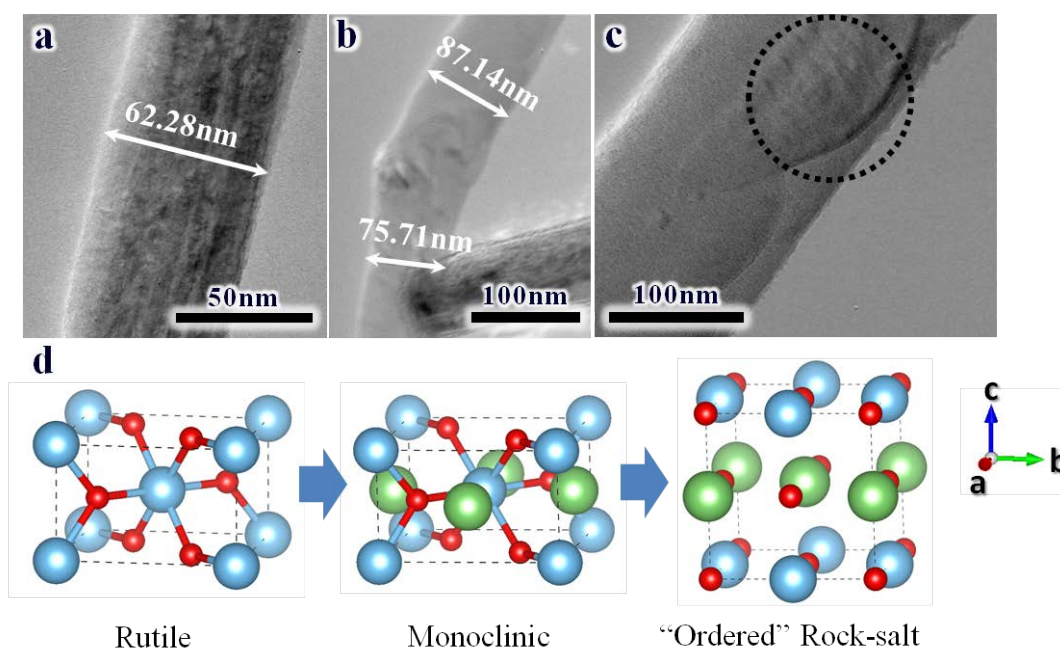 a
62.28nm
50nm
b
87.14nm
75.71nm
100nm
c
100nm
d
c
b
a
Rutile
Monoclinic
“Ordered” Rock-salt